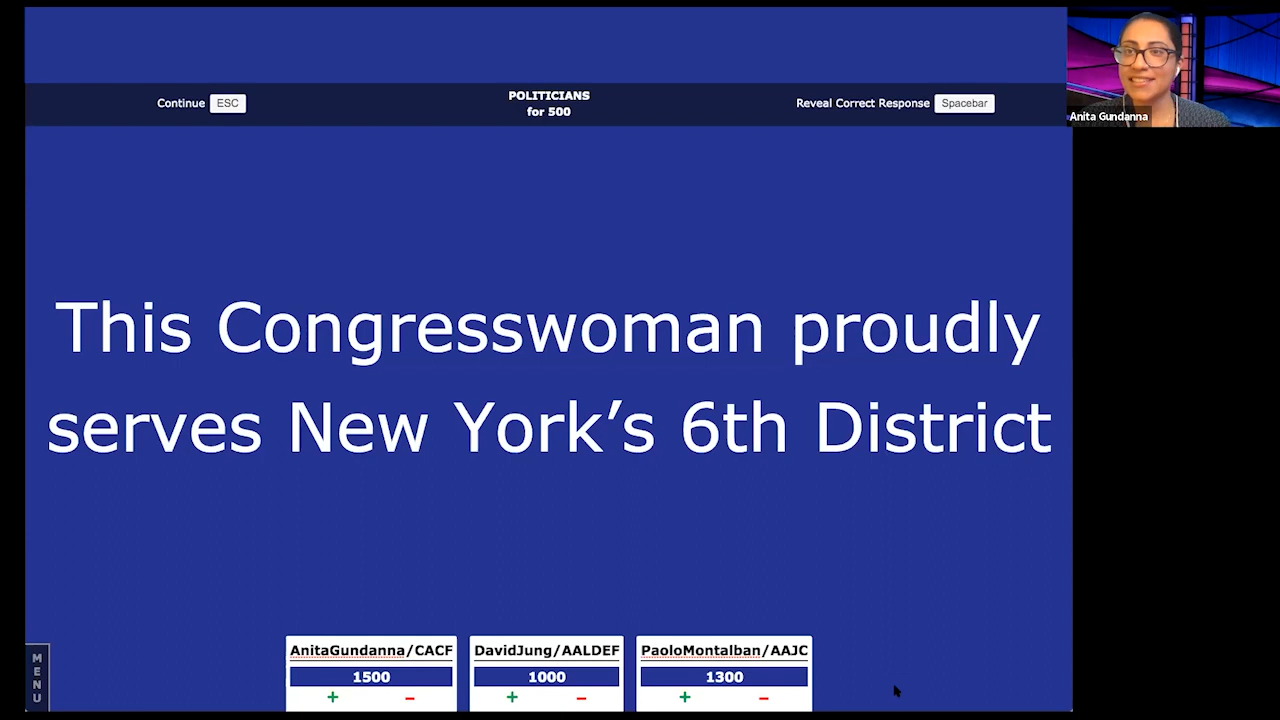 Continue ESC
POLITICIANS
for 500
Reveal Correct Response Spacebar
Anita Gundanna
This Congresswoman proudly
serves New York’s 6th District
MENU
AnitaGundanna/CACF
1500
+ −
DavidJung/AALDEF
1000
+ −
PaoloMontalban/AAJC
1300
+ −